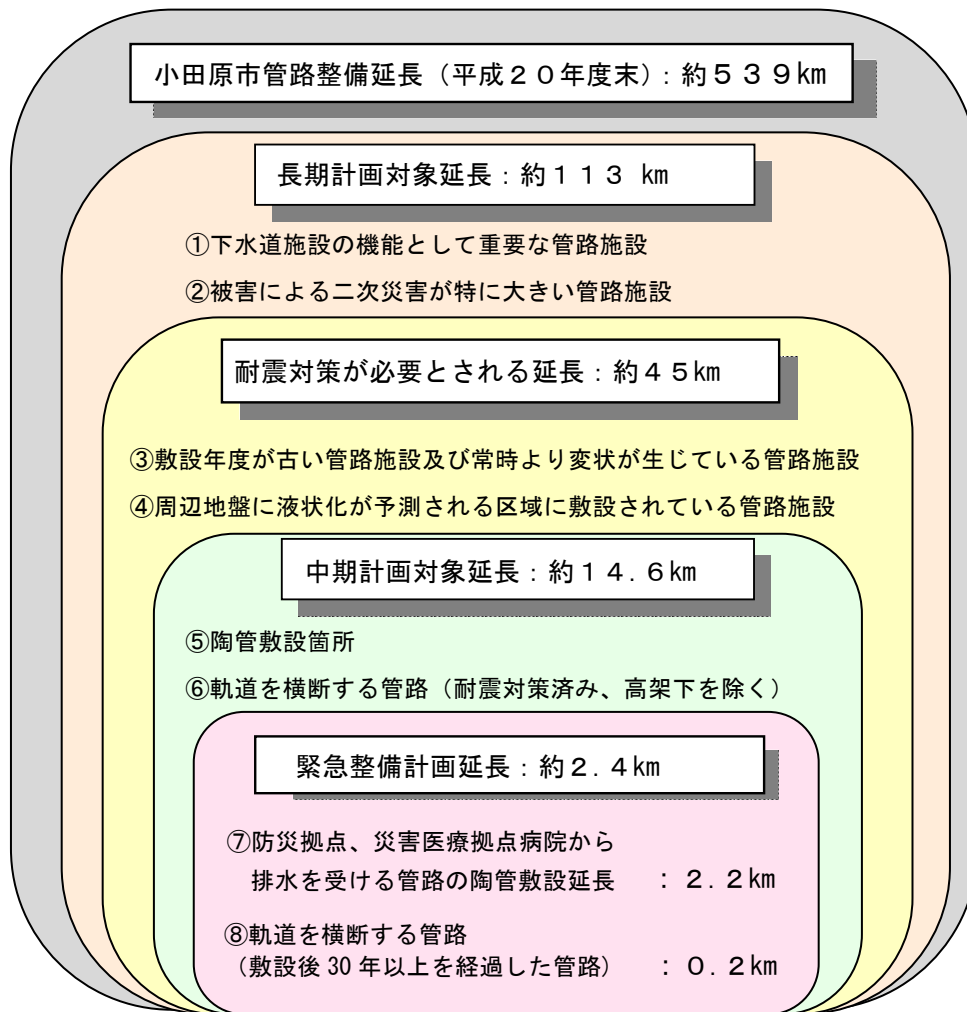 小田原市管路整備延長（平成２０年度末）：約５３９km
長期計画対象延長：約１１３ km
①下水道施設の機能として重要な管路施設
②被害による二次災害が特に大きい管路施設
耐震対策が必要とされる延長：約４５km
③敷設年度が古い管路施設及び常時より変状が生じている管路施設
④周辺地盤に液状化が予測される区域に敷設されている管路施設
中期計画対象延長：約１４．６km
⑤陶管敷設箇所
⑥軌道を横断する管路（耐震対策済み、高架下を除く）
緊急整備計画延長：約２．４km
⑦防災拠点、災害医療拠点病院から
排水を受ける管路の陶管敷設延長　：２．２km
⑧軌道を横断する管路
（敷設後 30 年以上を経過した管路）　：０．２km